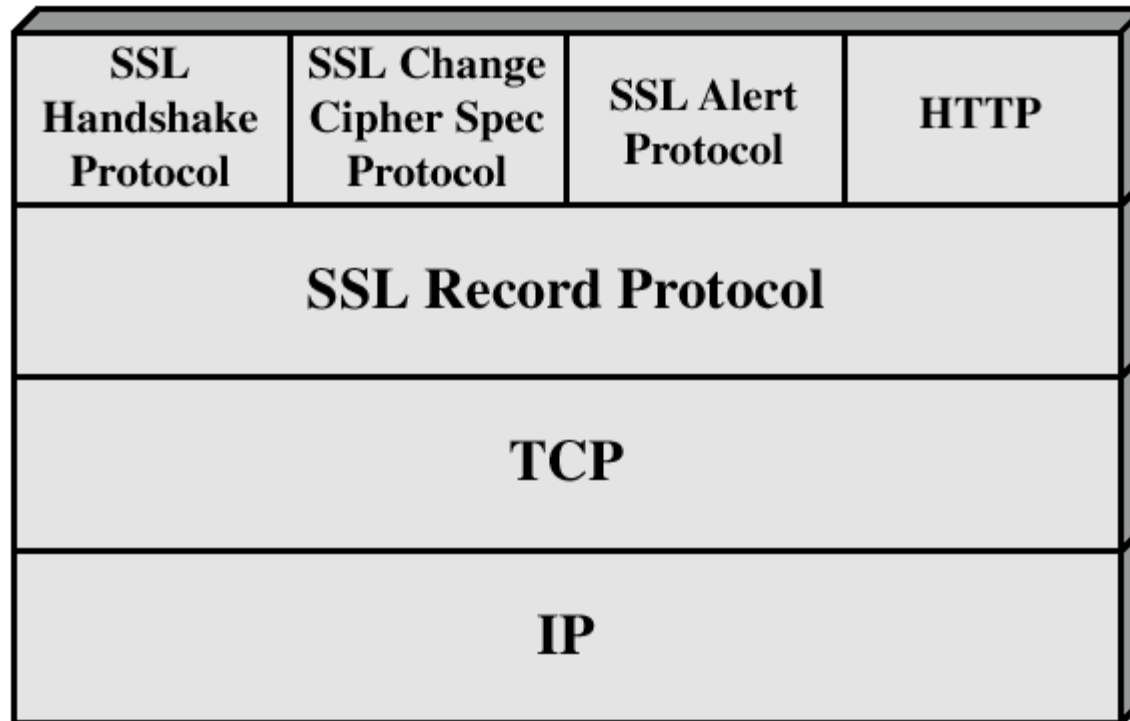 SSL
Handshake
Protocol
SSL Change
Cipher Spec
Protocol
SSL Alert
Protocol
HTTP
SSL Record Protocol
TCP
IP